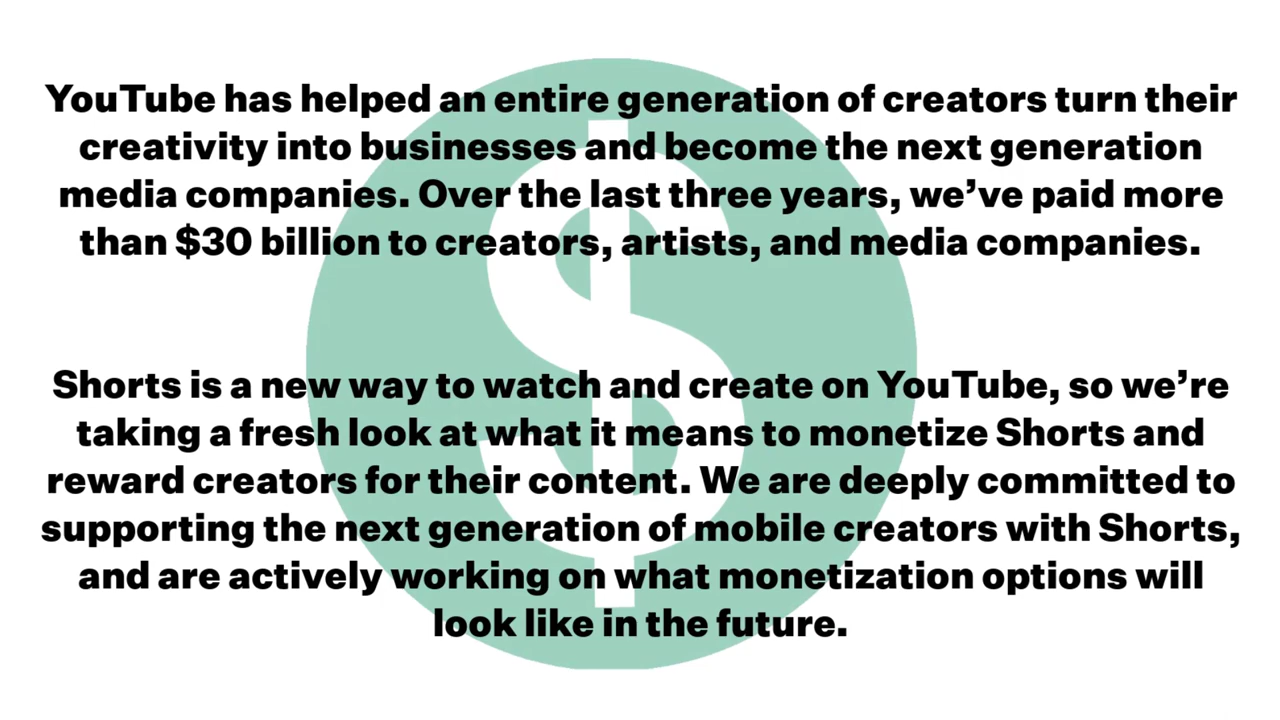 YouTube has helped an entire generation of creators turn their
creativity into businesses and become the next generation
media companies. Over the last three years, we’ve paid more
than $30 billion to creators, artists, and media companies.
Shorts is a new way to watch and create on YouTube, so we’re
taking a fresh look at what it means to monetize Shorts and
reward creators for their content. We are deeply committed to
supporting the next generation of mobile creators with Shorts,
and are actively working on what monetization options will
look like in the future.